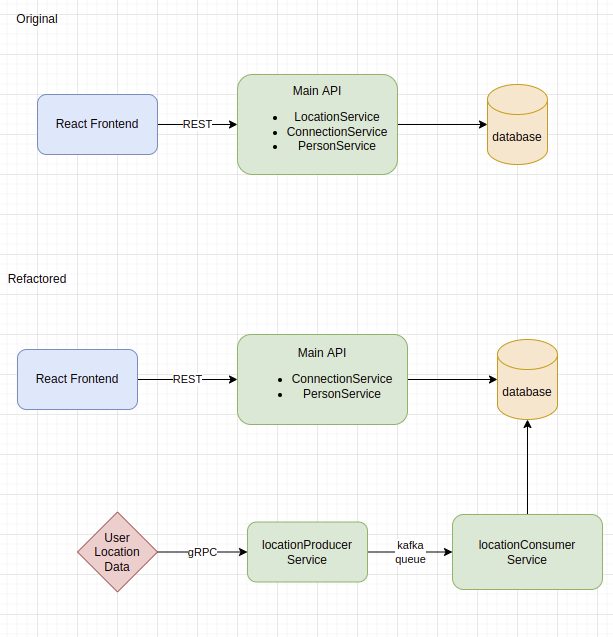 Original
React Frontend
REST
Main API
LocationService
ConnectionService
PersonService
database
Refactored
React Frontend
REST
Main API
ConnectionService
PersonService
database
User
Location
Data
gRPC
locationProducer
Service
kafka
queue
locationConsumer
Service